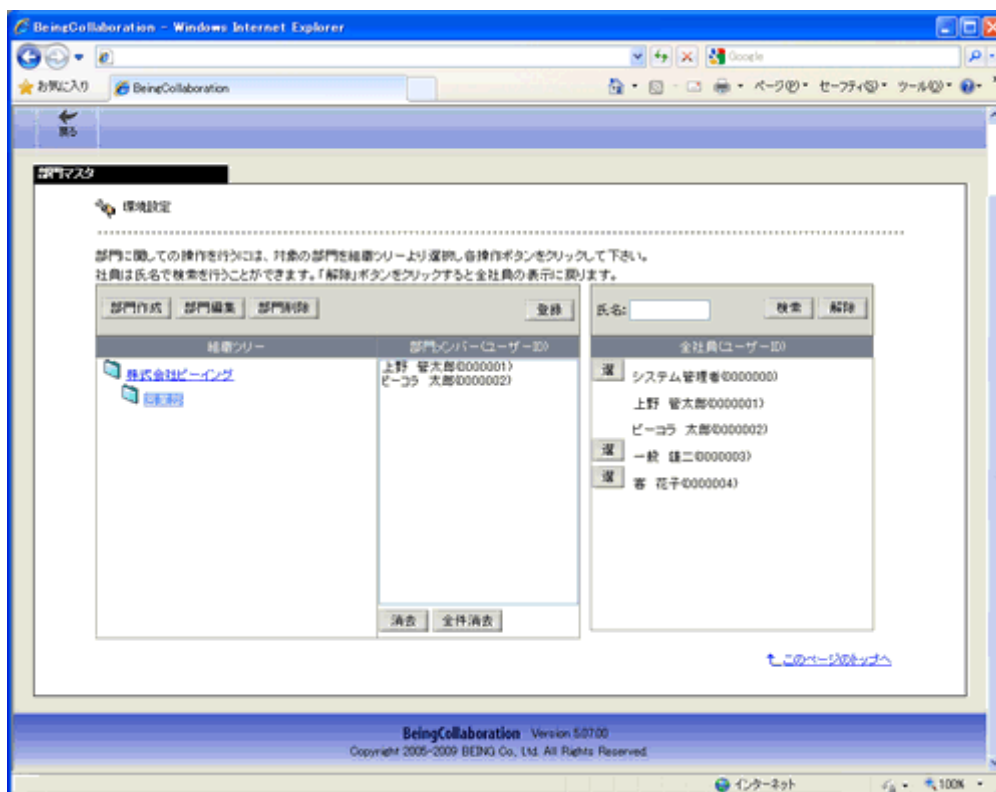 BeingCollaboration - Windows Internet Explorer
Google
お気に入り
BeingCollaboration
ページ(P)
セーフティ(S)
ツール(O)
戻る
部門マスタ
環境設定
部門に関しての操作を行うには、対象の部門を組織ツリーより選択し各操作ボタンをクリックして下さい。
社員は氏名で検索を行うことができます。「解除」ボタンをクリックすると全社員の表示に戻ります。
部門作成 部門編集 部門削除
登録
氏名:
検索 解除
組織ツリー
部門メンバー(ユーザーID)
全社員(ユーザーID)
株式会社ビーイング
上野 管太郎(0000001)
ビーコラ 太郎(0000002)
選 システム管理者(0000000)
上野 管太郎(0000001)
ビーコラ 太郎(0000002)
選 一般 雄二(0000003)
選 客 花子(0000004)
消去 全件消去
このページのトップへ
BeingCollaboration Version 5.07.00
Copyright 2005-2009 BEING Co., Ltd. All Rights Reserved.
インターネット
100%